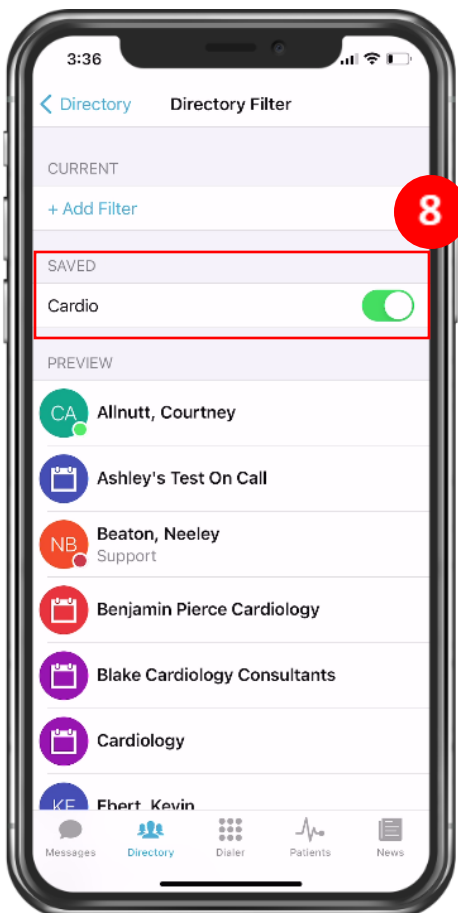 3:36
Directory
Directory Filter
CURRENT
+ Add Filter
8
SAVED
Cardio
PREVIEW
CA
Allnutt, Courtney
Ashley's Test On Call
NB
Beaton, Neeley
Support
Benjamin Pierce Cardiology
Blake Cardiology Consultants
Cardiology
KE
Ebert, Kevin
Messages
Directory
Dialer
Patients
News